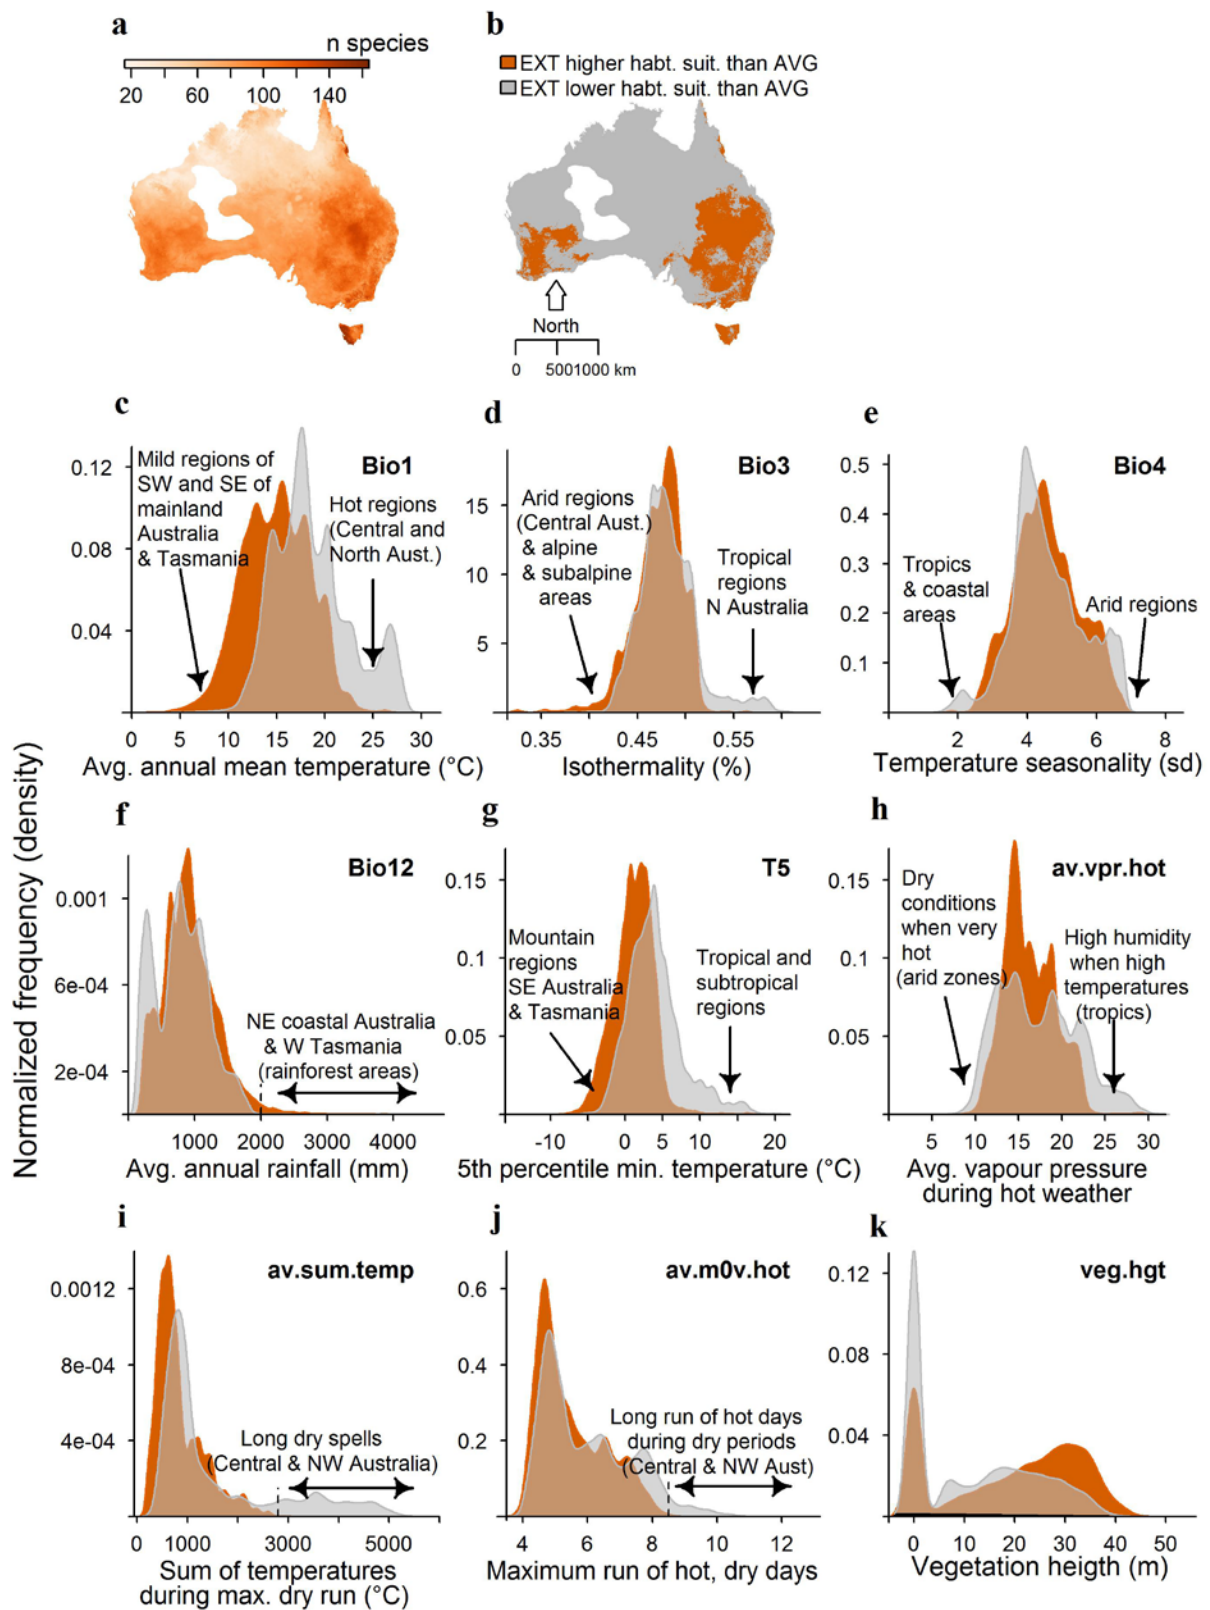 a
n species
20 60 100 140
b
EXT higher habt. suit. than AVG
EXT lower habt. suit. than AVG
North
0 5001000 km
Normalized frequency (density)
c
Bio1
0.12
0.08
0.04
Mild regions of
SW and SE of
mainland
Australia
& Tasmania
Hot regions
(Central and
North Aust.)
0 5 10 15 20 25 30
Avg. annual mean temperature (°C)
d
Bio3
15
10
5
Arid regions
(Central Aust.)
& alpine
& subalpine
areas
Tropical
regions
N Australia
0.35 0.45 0.55
Isothermality (%)
e
Bio4
0.5
0.4
0.3
0.2
0.1
Tropics
& coastal
areas
Arid regions
2 4 6 8
Temperature seasonality (sd)
f
Bio12
0.001
6e-04
2e-04
NE coastal Australia
& W Tasmania
(rainforest areas)
1000 2000 3000 4000
Avg. annual rainfall (mm)
g
T5
0.15
0.1
0.05
Mountain
regions
SE Australia
& Tasmania
Tropical and
subtropical
regions
-10 0 5 10 20
5th percentile min. temperature (°C)
h
av.vpr.hot
0.15
0.1
0.05
Dry
conditions
when very
hot
(arid zones)
High humidity
when high
temperatures
(tropics)
5 10 15 20 25 30
Avg. vapour pressure
during hot weather
i
av.sum.temp
0.0012
8e-04
4e-04
Long dry spells
(Central & NW Australia)
0 1000 3000 5000
Sum of temperatures
during max. dry run (°C)
j
av.m0v.hot
0.6
0.4
0.2
Long run of hot days
during dry periods
(Central & NW Aust)
4 6 8 10 12
Maximum run of hot, dry days
k
veg.hgt
0.12
0.08
0.04
0 10 20 30 40 50
Vegetation heigth (m)